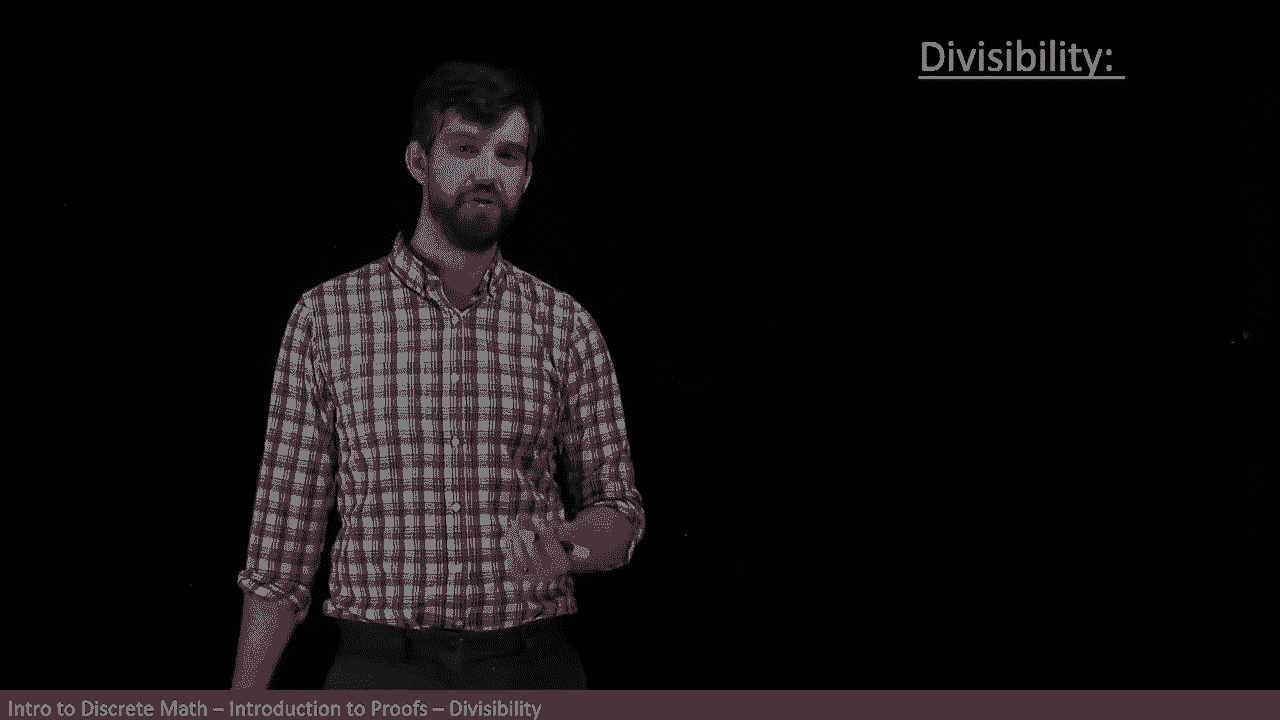 Divisibility:
Intro to Discrete Math – Introduction to Proofs – Divisibility